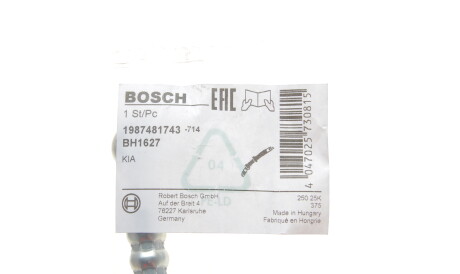 BOSCH
EAC
1 St/Pc
1987481743 -714
BH1627
KIA
04
Robert Bosch GmbH
Auf der Breit 4
76227 Karlsruhe
Germany
250 25K
375
Made in Hungary
Fabriqué en Hongrie
4 047025 730815